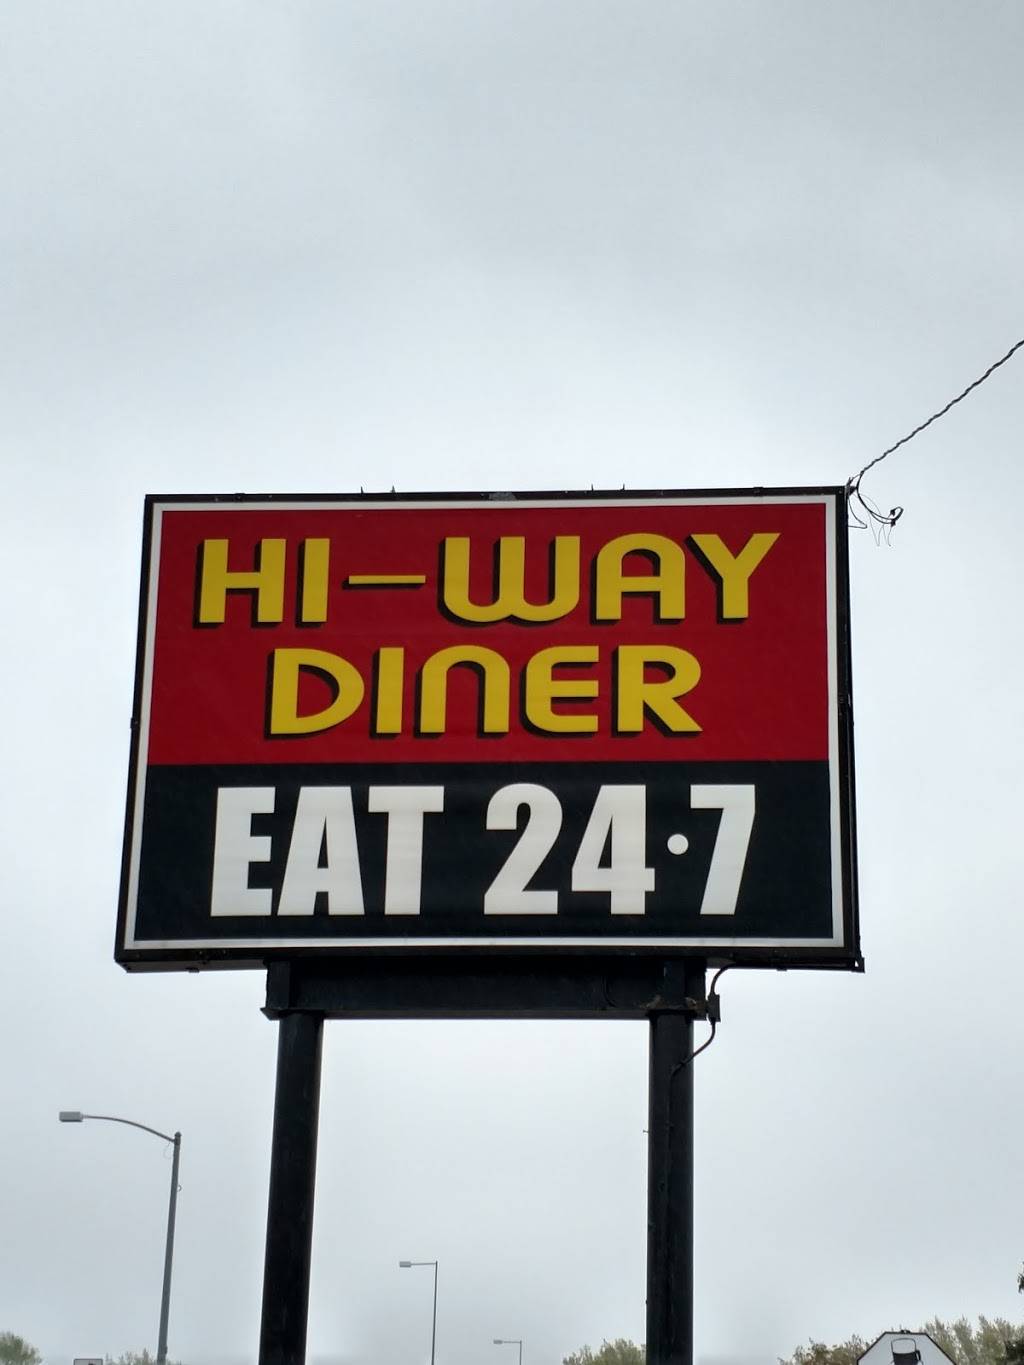 HI-WAY
DINER
EAT 24·7